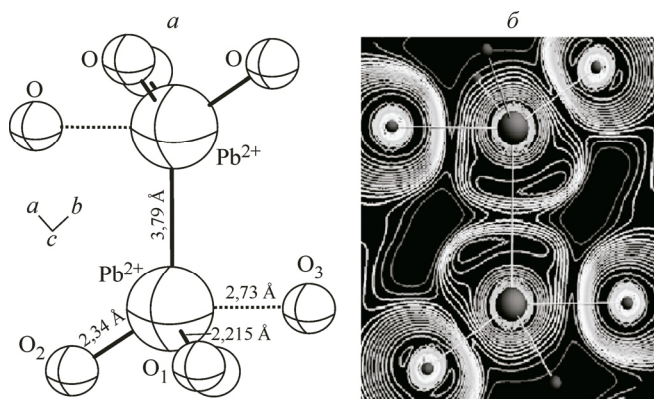 а
б
O
O
O
Pb²⁺
a
b
c
3,79 Å
Pb²⁺
2,73 Å
O₃
2,34 Å
2,215 Å
O₂
O₁